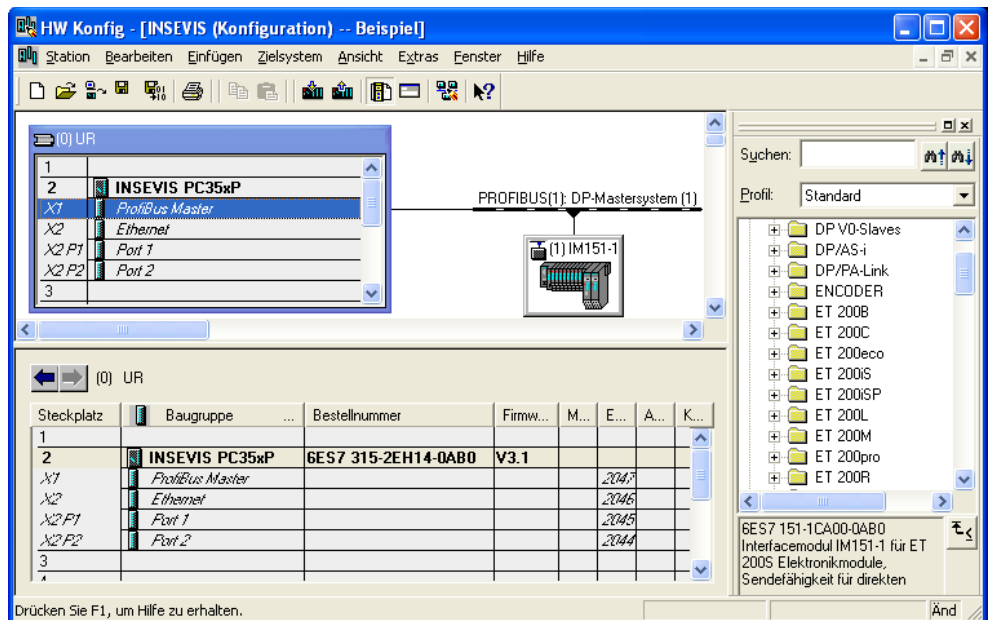 HW Konfig - [INSEVIS (Konfiguration) -- Beispiel]
Station Bearbeiten Einfügen Zielsystem Ansicht Extras Fenster Hilfe
(0) UR
1
2 INSEVIS PC35xP
X1 ProfiBus Master
X2 Ethernet
X2 P1 Port 1
X2 P2 Port 2
3
PROFIBUS(1): DP-Mastersystem (1)
(1) IM151-1
Suchen:
Profil: Standard
DP V0-Slaves
DP/AS-i
DP/PA-Link
ENCODER
ET 200B
ET 200C
ET 200eco
ET 200iS
ET 200iSP
ET 200L
ET 200M
ET 200pro
ET 200R
6ES7 151-1CA00-0AB0
Interfacemodul IM151-1 für ET
200S Elektronikmodule,
Sendefähigkeit für direkten
(0) UR
Steckplatz Baugruppe ... Bestellnummer Firmw... M... E... A... K...
1
2 INSEVIS PC35xP 6ES7 315-2EH14-0AB0 V3.1
X1 ProfiBus Master 2047
X2 Ethernet 2046
X2 P1 Port 1 2045
X2 P2 Port 2 2044
3
4
Drücken Sie F1, um Hilfe zu erhalten. Änd